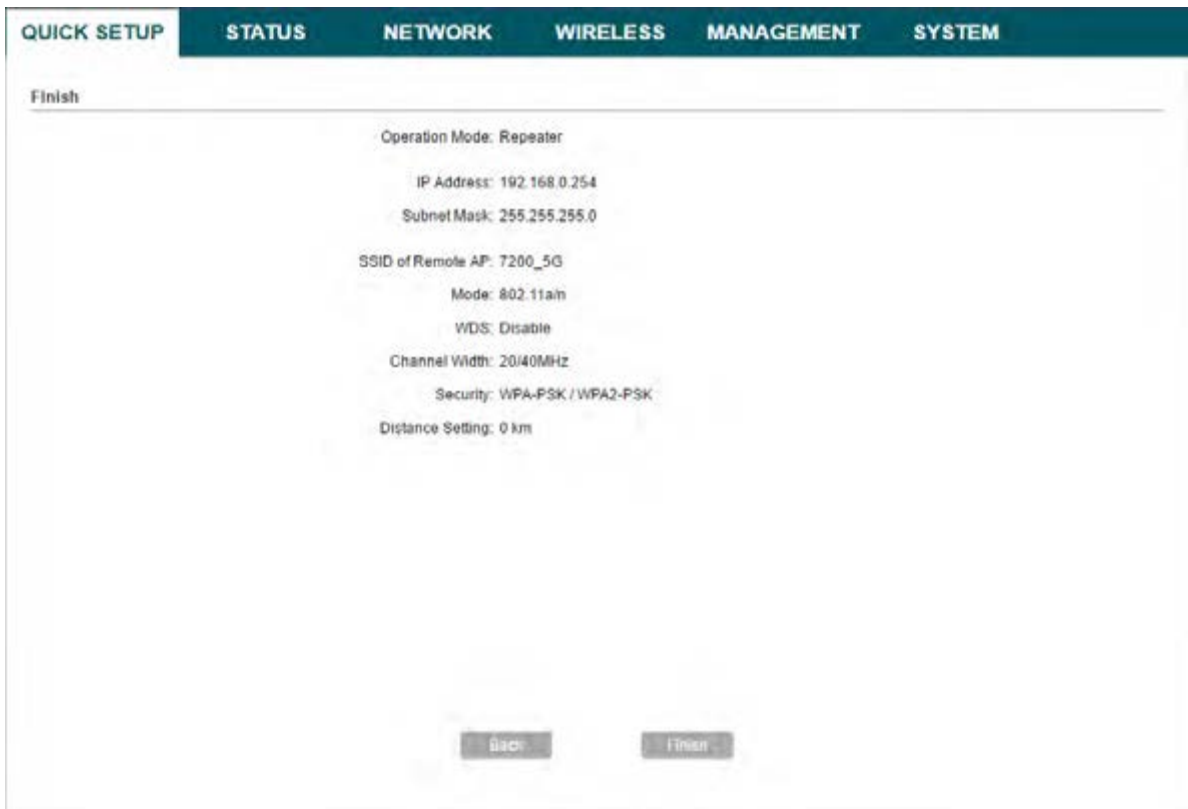 QUICK SETUP STATUS NETWORK WIRELESS MANAGEMENT SYSTEM
Finish
Operation Mode: Repeater
IP Address: 192.168.0.254
Subnet Mask: 255.255.255.0
SSID of Remote AP: 7200_5G
Mode: 802.11a/n
WDS: Disable
Channel Width: 20/40MHz
Security: WPA-PSK / WPA2-PSK
Distance Setting: 0 km
Back Finish